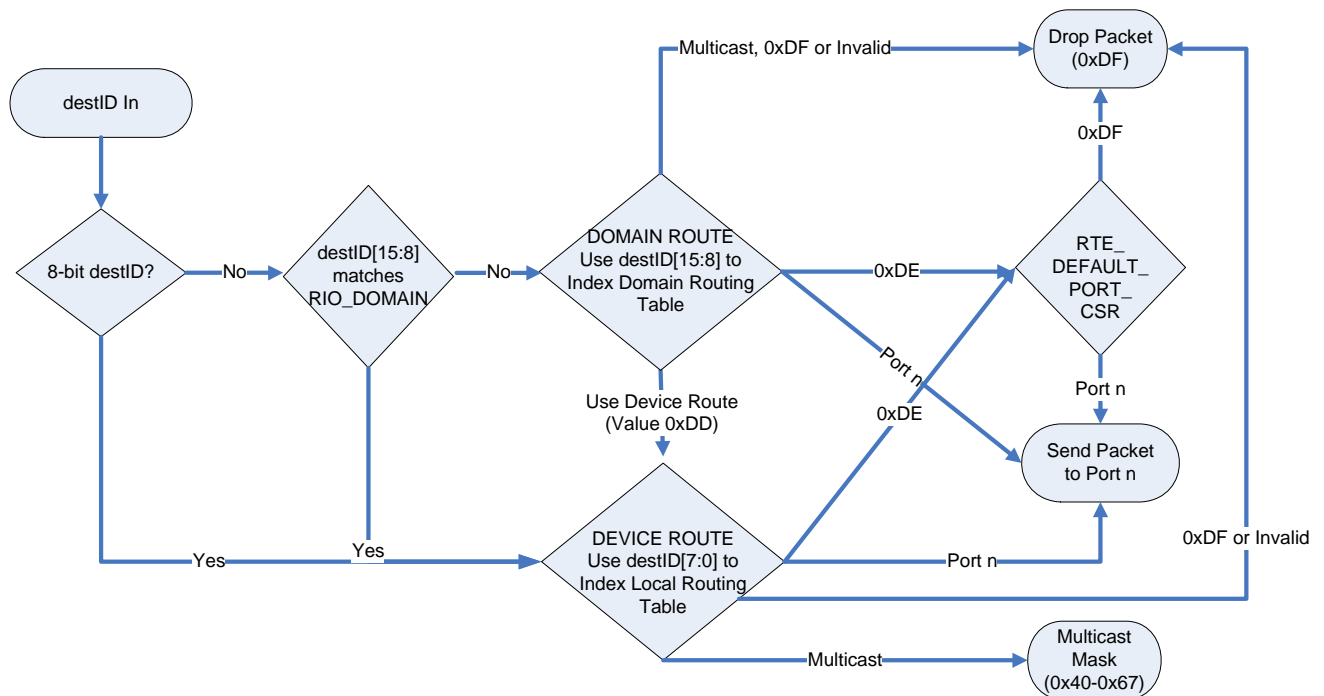 destID In
8-bit destID?
No
destID[15:8]
matches
RIO_DOMAIN
No
DOMAIN ROUTE
Use destID[15:8] to
Index Domain Routing
Table
Multicast, 0xDF or Invalid
Drop Packet
(0xDF)
0xDF
0xDE
RTE_
DEFAULT_
PORT_
CSR
Port n
Port n
Use Device Route
(Value 0xDD)
0xDE
Send Packet
to Port n
Yes
Yes
DEVICE ROUTE
Use destID[7:0] to
Index Local Routing
Table
Port n
0xDF or Invalid
Multicast
Multicast
Mask
(0x40-0x67)